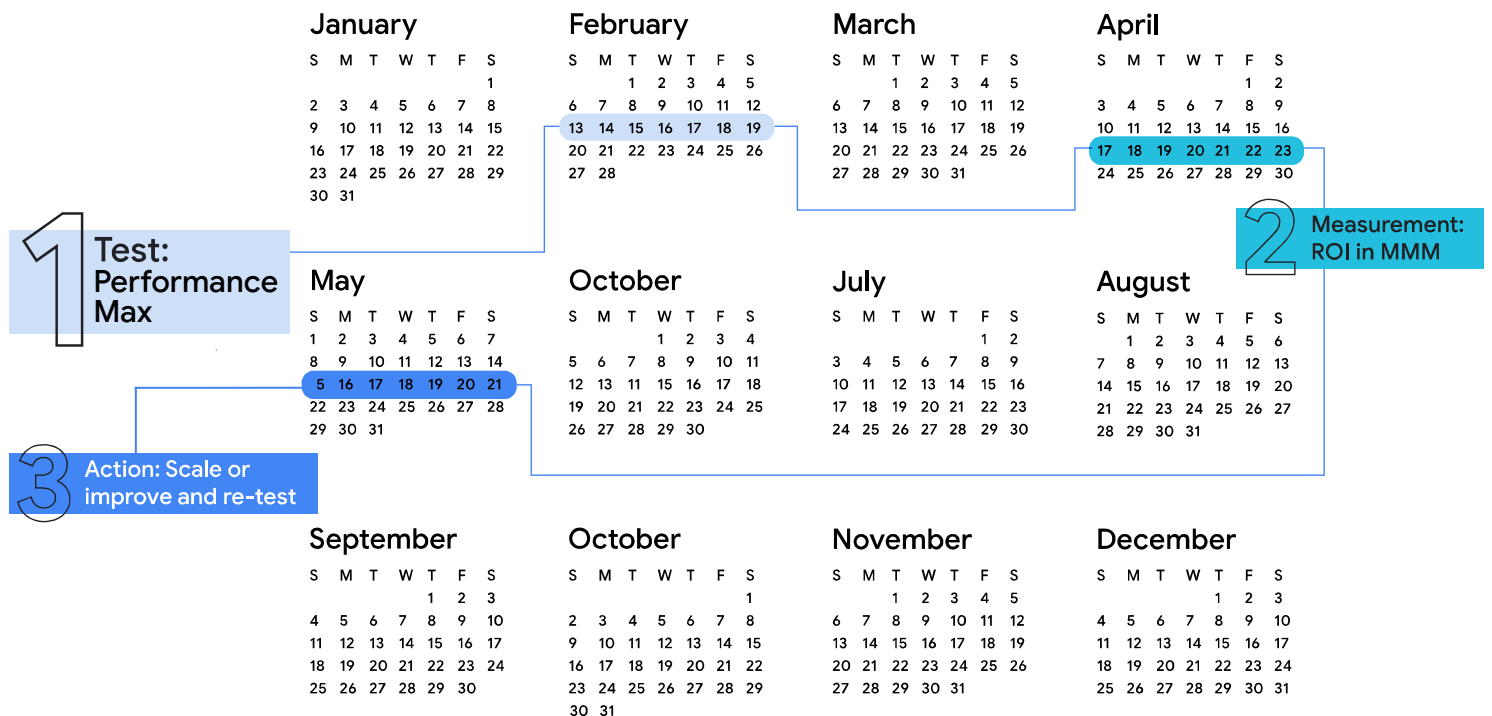 January
S M T W T F S
1
2 3 4 5 6 7 8
9 10 11 12 13 14 15
16 17 18 19 20 21 22
23 24 25 26 27 28 29
30 31
February
S M T W T F S
1 2 3 4 5
6 7 8 9 10 11 12
13 14 15 16 17 18 19
20 21 22 23 24 25 26
27 28
March
S M T W T F S
1 2 3 4 5
6 7 8 9 10 11 12
13 14 15 16 17 18 19
20 21 22 23 24 25 26
27 28 29 30 31
April
S M T W T F S
1 2
3 4 5 6 7 8 9
10 11 12 13 14 15 16
17 18 19 20 21 22 23
24 25 26 27 28 29 30
1
Test:
Performance
Max
2
Measurement:
ROI in MMM
May
S M T W T F S
1 2 3 4 5 6 7
8 9 10 11 12 13 14
5 16 17 18 19 20 21
22 23 24 25 26 27 28
29 30 31
October
S M T W T F S
1 2 3 4
5 6 7 8 9 10 11
12 13 11 15 16 17 18
19 20 21 22 23 24 25
26 27 28 29 30
July
S M T W T F S
1 2
3 4 5 6 7 8 9
10 11 12 13 14 15 16
17 18 19 20 21 22 23
24 25 26 27 28 29 30
August
S M T W T F S
1 2 3 4 5 6
7 8 9 10 11 12 13
14 15 16 17 18 19 20
21 22 23 24 25 26 27
28 29 30 31
3
Action: Scale or
improve and re-test
September
S M T W T F S
1 2 3
4 5 6 7 8 9 10
11 12 13 14 15 16 17
18 19 20 21 22 23 24
25 26 27 28 29 30
October
S M T W T F S
1
2 3 4 5 6 7 8
9 10 11 12 13 14 15
16 17 18 19 20 21 22
23 24 25 26 27 28 29
30 31
November
S M T W T F S
1 2 3 4 5
6 7 8 9 10 11 12
13 14 15 16 17 18 19
20 21 22 23 24 25 26
27 28 29 30 31
December
S M T W T F S
1 2 3
4 5 6 7 8 9 10
11 12 13 14 15 16 17
18 19 20 21 22 23 24
25 26 27 28 29 30 31